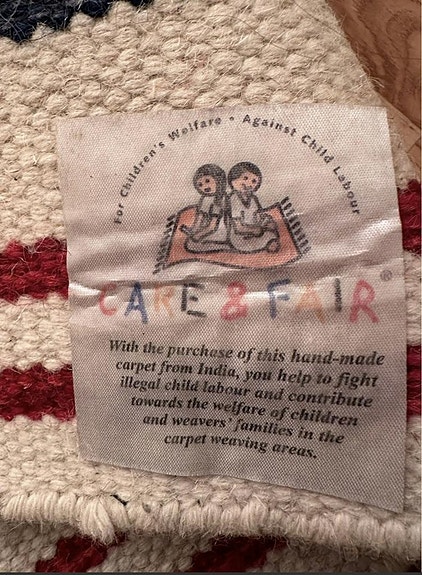 For Children's Welfare • Against Child Labour
CARE & FAIR®
With the purchase of this hand-made
carpet from India, you help to fight
illegal child labour and contribute
towards the welfare of children
and weavers' families in the
carpet weaving areas.